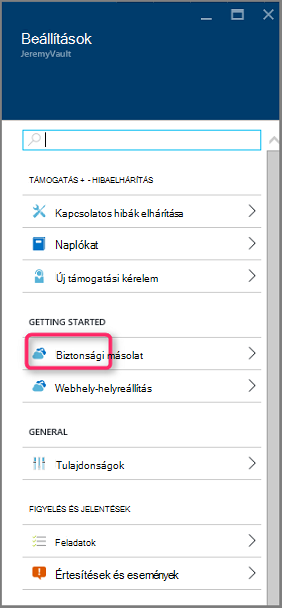 Beállítások
JeremyVault
TÁMOGATÁS + - HIBAELHÁRÍTÁS
Kapcsolatos hibák elhárítása
Naplókat
Új támogatási kérelem
GETTING STARTED
Biztonsági másolat
Webhely-helyreállítás
GENERAL
Tulajdonságok
FIGYELÉS ÉS JELENTÉSEK
Feladatok
Értesítések és események